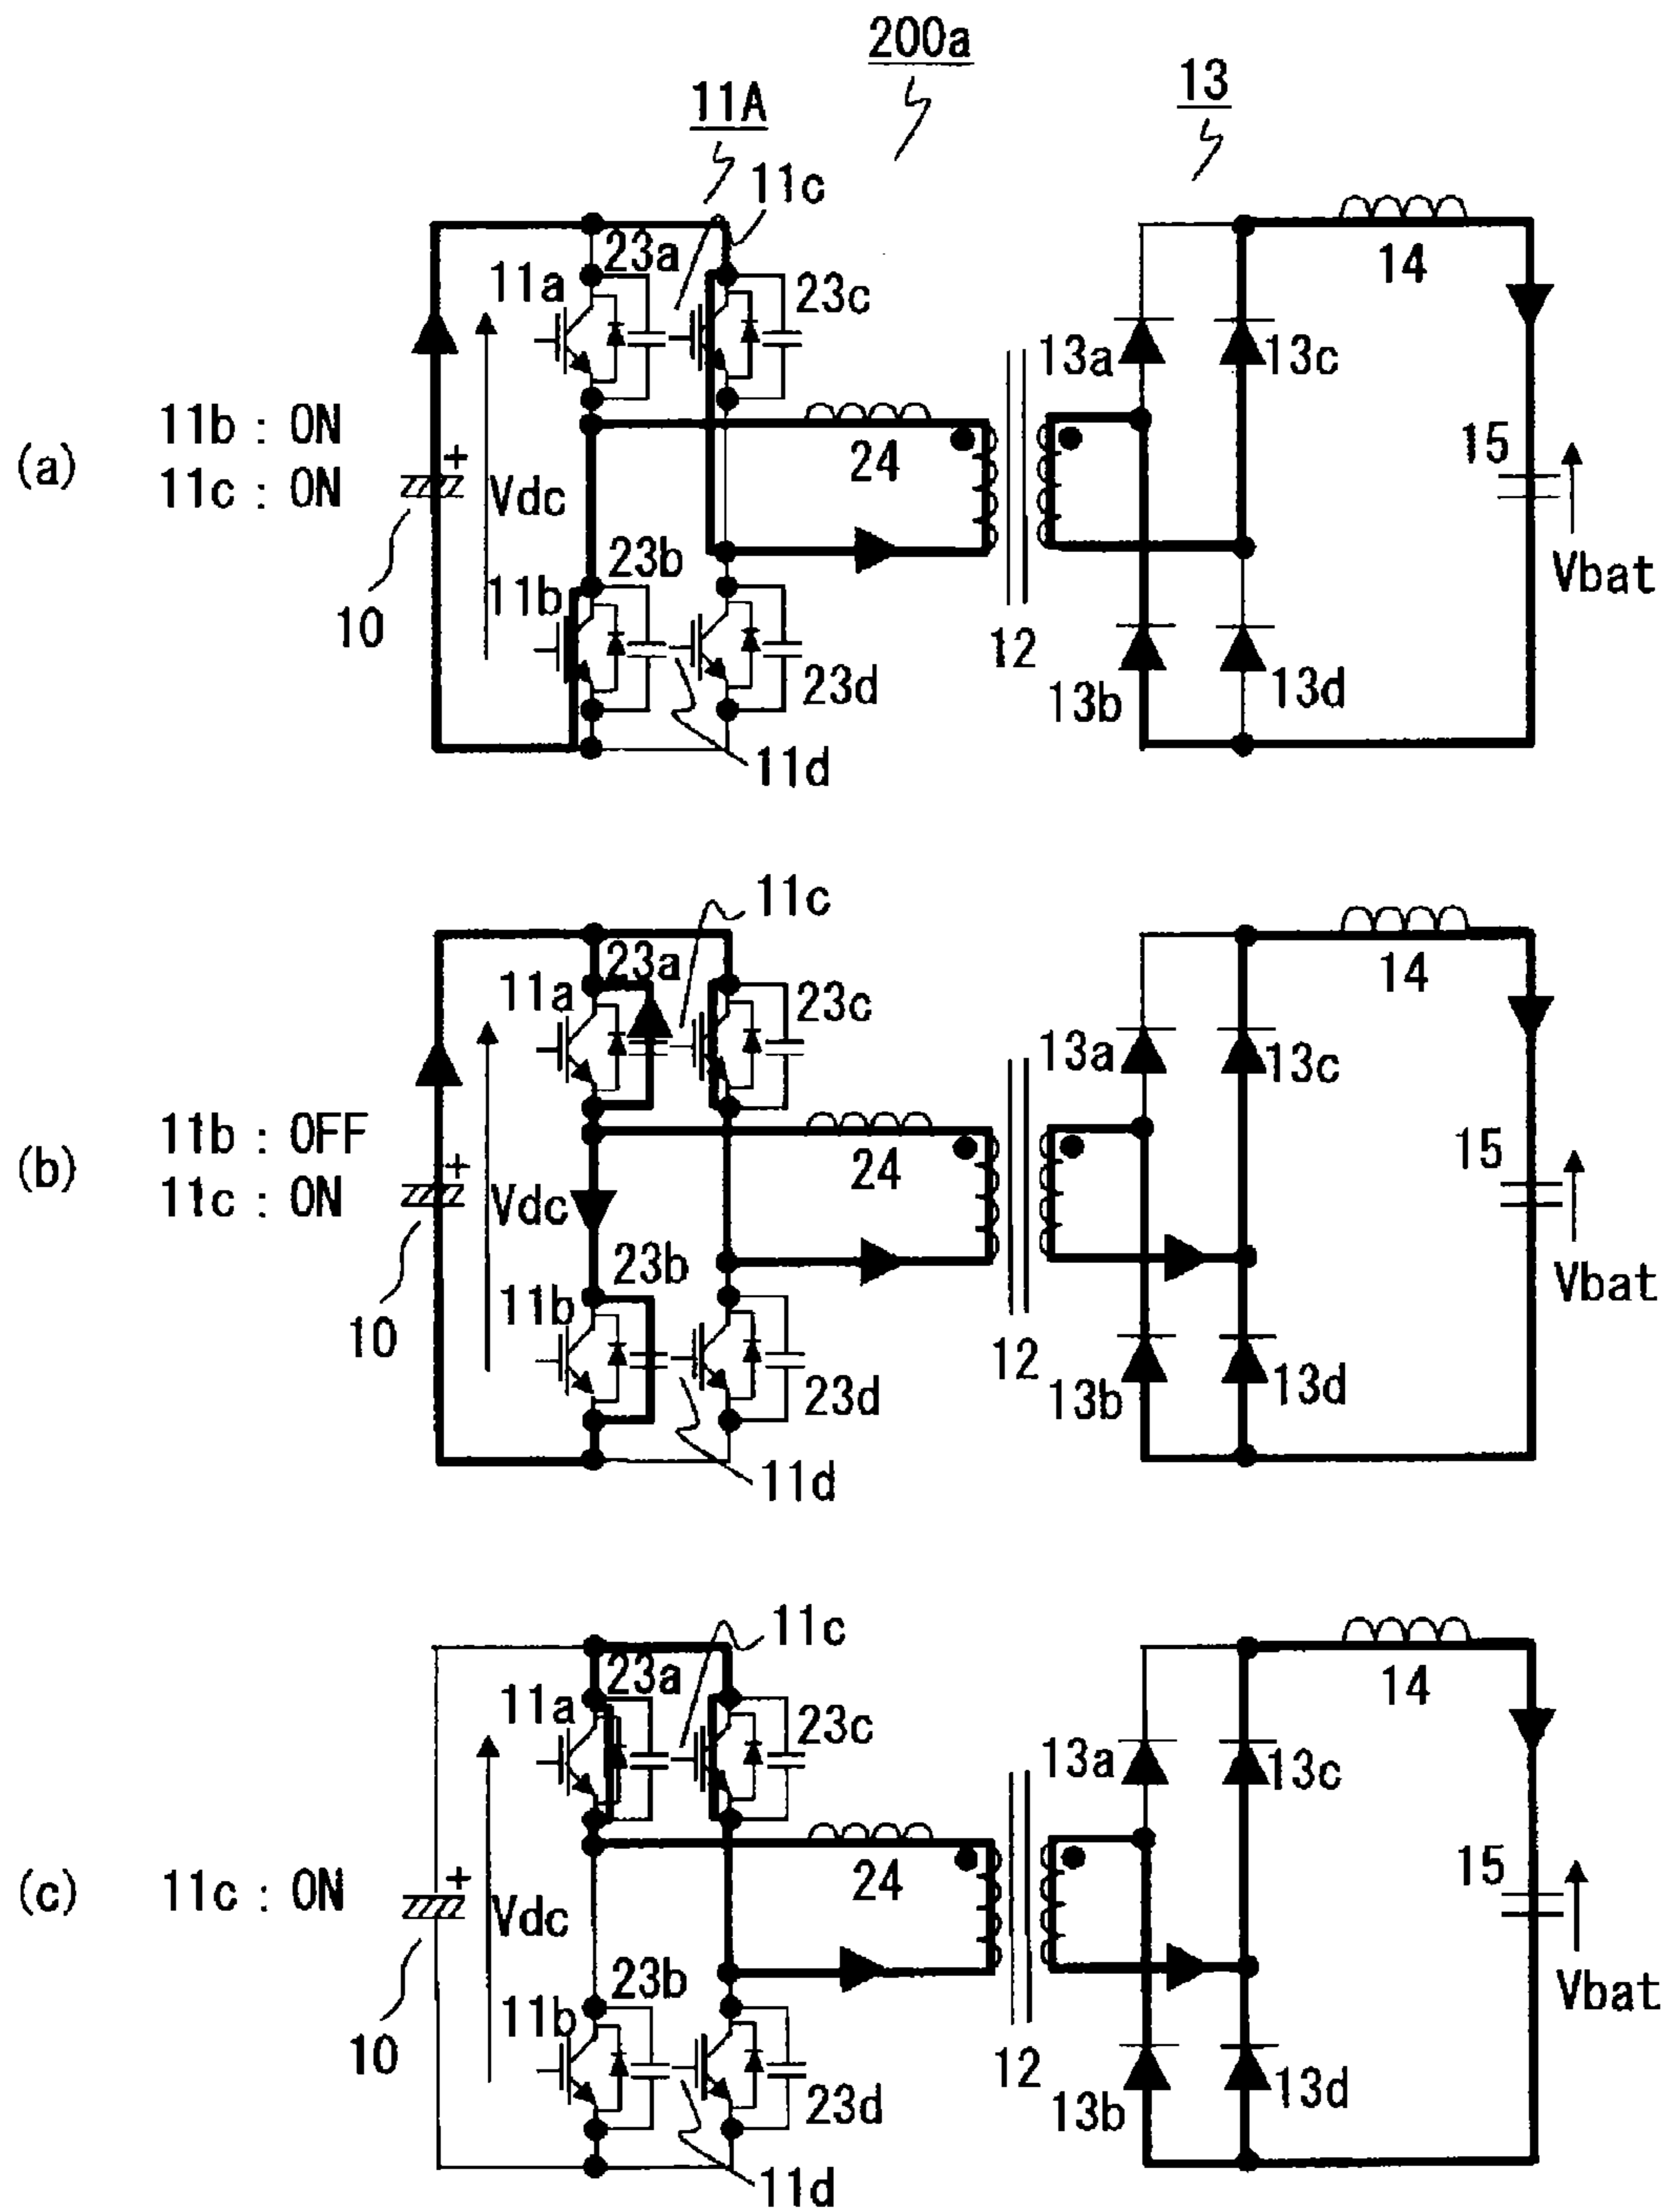 200a
11A
13
11c
23a
11a
23c
14
13a
13c
(a)
11b : ON
11c : ON
+
Vdc
24
15
10
23b
11b
12
Vbat
23d
13b
13d
11d
11c
23a
11a
23c
14
13a
13c
(b)
11b : OFF
11c : ON
+
Vdc
24
15
10
23b
11b
12
Vbat
23d
13b
13d
11d
11c
23a
11a
23c
14
13a
13c
(c)
11c : ON
+
Vdc
24
15
10
23b
11b
12
Vbat
23d
13b
13d
11d